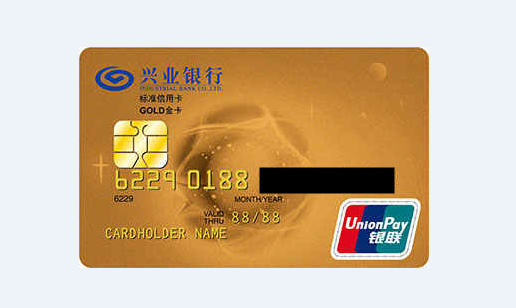 兴业银行
INDUSTRIAL BANK CO.,LTD.
标准信用卡
GOLD金卡
6229 0188
6229
MONTH/YEAR
VALID THRU 88/88
CARDHOLDER NAME
UnionPay
银联